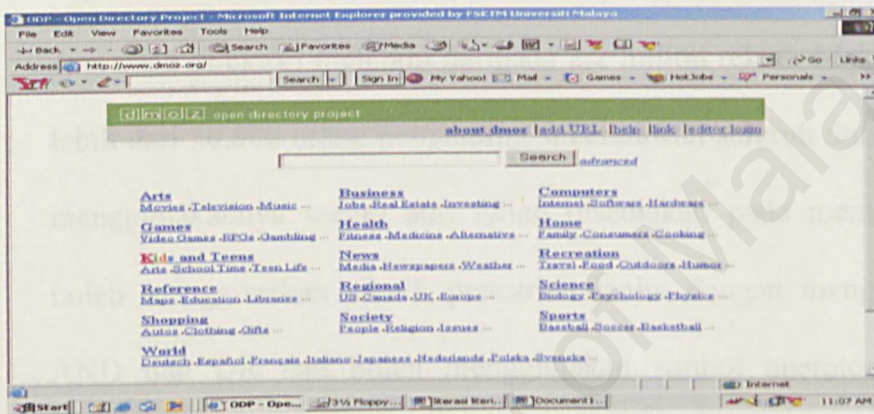 ODP - Open Directory Project - Microsoft Internet Explorer provided by FSKTM Universiti Malaya
File Edit View Favorites Tools Help
Back Search Favorites Media
Address http://www.dmoz.org/ Go Links
Search Sign In My Yahoo! Mail Games HotJobs Personals
dmoz open directory project
about dmoz | add URL | help | link | editor login
Search advanced
Arts Business Computers
Movies, Television, Music... Jobs, Real Estate, Investing... Internet, Software, Hardware...
Games Health Home
Video Games, RPGs, Gambling... Fitness, Medicine, Alternative... Family, Consumers, Cooking...
Kids and Teens News Recreation
Arts, School Time, Teen Life... Media, Newspapers, Weather... Travel, Food, Outdoors, Humor...
Reference Regional Science
Maps, Education, Libraries... US, Canada, UK, Europe... Biology, Psychology, Physics...
Shopping Society Sports
Autos, Clothing, Gifts... People, Religion, Issues... Baseball, Soccer, Basketball...
World
Deutsch, Español, Français, Italiano, Japanese, Nederlands, Polska, Svenska...
Internet
Start ODP - Ope... 3½ Floppy... literasi liter... Document1... 11:07 AM
of Mala